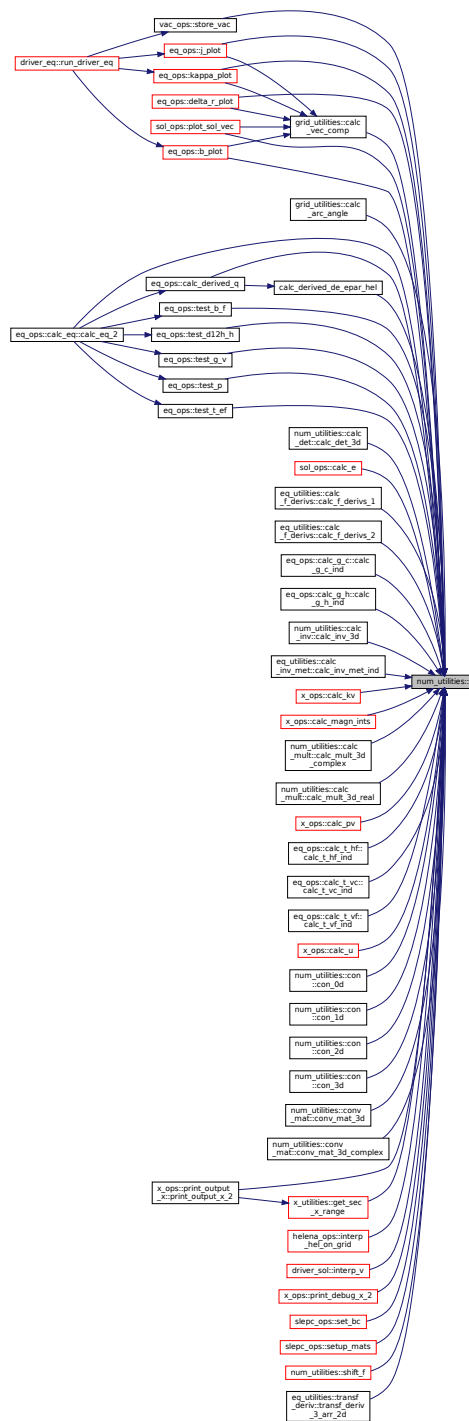 vac_ops::store_vac
eq_ops::j_plot
driver_eq::run_driver_eq
eq_ops::kappa_plot
eq_ops::delta_r_plot
sol_ops::plot_sol_vec
grid_utilities::calc
_vec_comp
eq_ops::b_plot
grid_utilities::calc
_arc_angle
eq_ops::calc_derived_q
calc_derived_de_epar_hel
eq_ops::test_b_f
eq_ops::calc_eq::calc_eq_2
eq_ops::test_d12h_h
eq_ops::test_g_v
eq_ops::test_p
eq_ops::test_t_ef
num_utilities::calc
_det::calc_det_3d
sol_ops::calc_e
eq_utilities::calc
_f_derivs::calc_f_derivs_1
eq_utilities::calc
_f_derivs::calc_f_derivs_2
eq_ops::calc_g_c::calc
_g_c_ind
eq_ops::calc_g_h::calc
_g_h_ind
num_utilities::calc
_inv::calc_inv_3d
eq_utilities::calc
_inv_met::calc_inv_met_ind
num_utilities::
x_ops::calc_kv
x_ops::calc_magn_ints
num_utilities::calc
_mult::calc_mult_3d
_complex
num_utilities::calc
_mult::calc_mult_3d_real
x_ops::calc_pv
eq_ops::calc_t_hf::
calc_t_hf_ind
eq_ops::calc_t_vc::
calc_t_vc_ind
eq_ops::calc_t_vf::
calc_t_vf_ind
x_ops::calc_u
num_utilities::con
::con_0d
num_utilities::con
::con_1d
num_utilities::con
::con_2d
num_utilities::con
::con_3d
num_utilities::conv
_mat::conv_mat_3d
num_utilities::conv
_mat::conv_mat_3d_complex
x_ops::print_output
_x::print_output_x_2
x_utilities::get_sec
_x_range
helena_ops::interp
_hel_on_grid
driver_sol::interp_v
x_ops::print_debug_x_2
slepc_ops::set_bc
slepc_ops::setup_mats
num_utilities::shift_f
eq_utilities::transf
_deriv::transf_deriv
_3_arr_2d